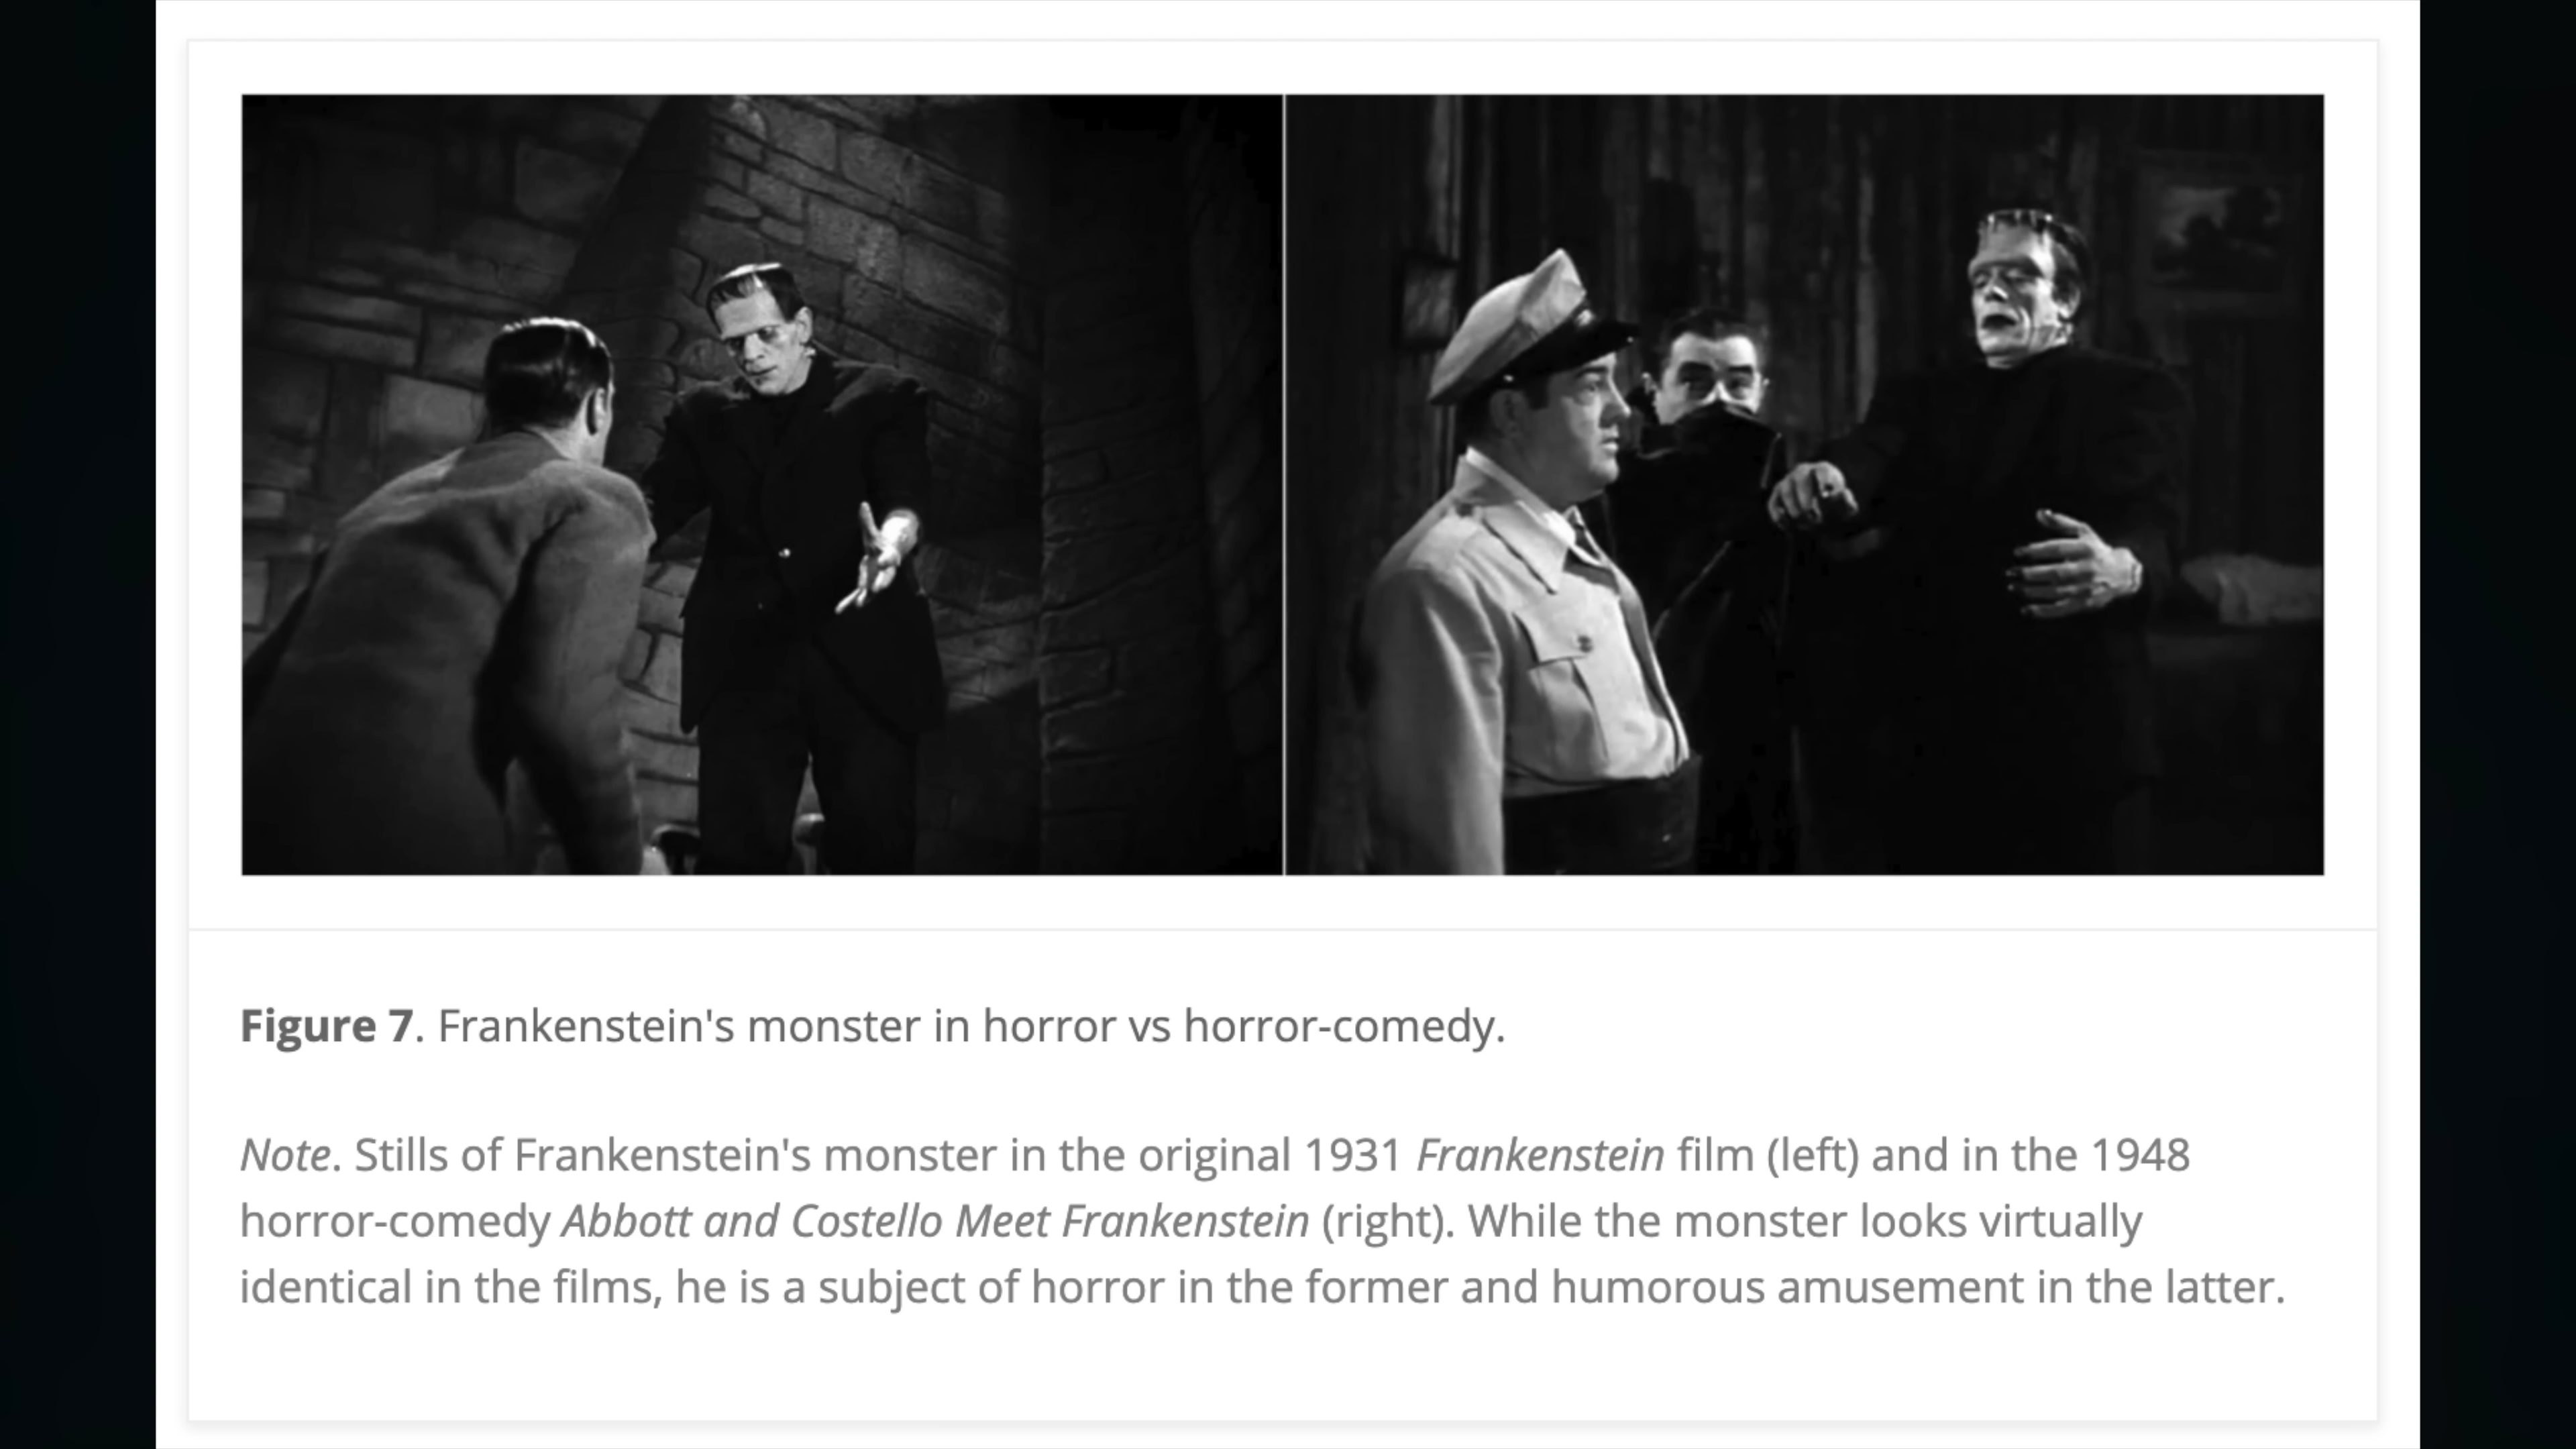 Figure 7. Frankenstein's monster in horror vs horror-comedy.
Note. Stills of Frankenstein's monster in the original 1931 Frankenstein film (left) and in the 1948
horror-comedy Abbott and Costello Meet Frankenstein (right). While the monster looks virtually
identical in the films, he is a subject of horror in the former and humorous amusement in the latter.